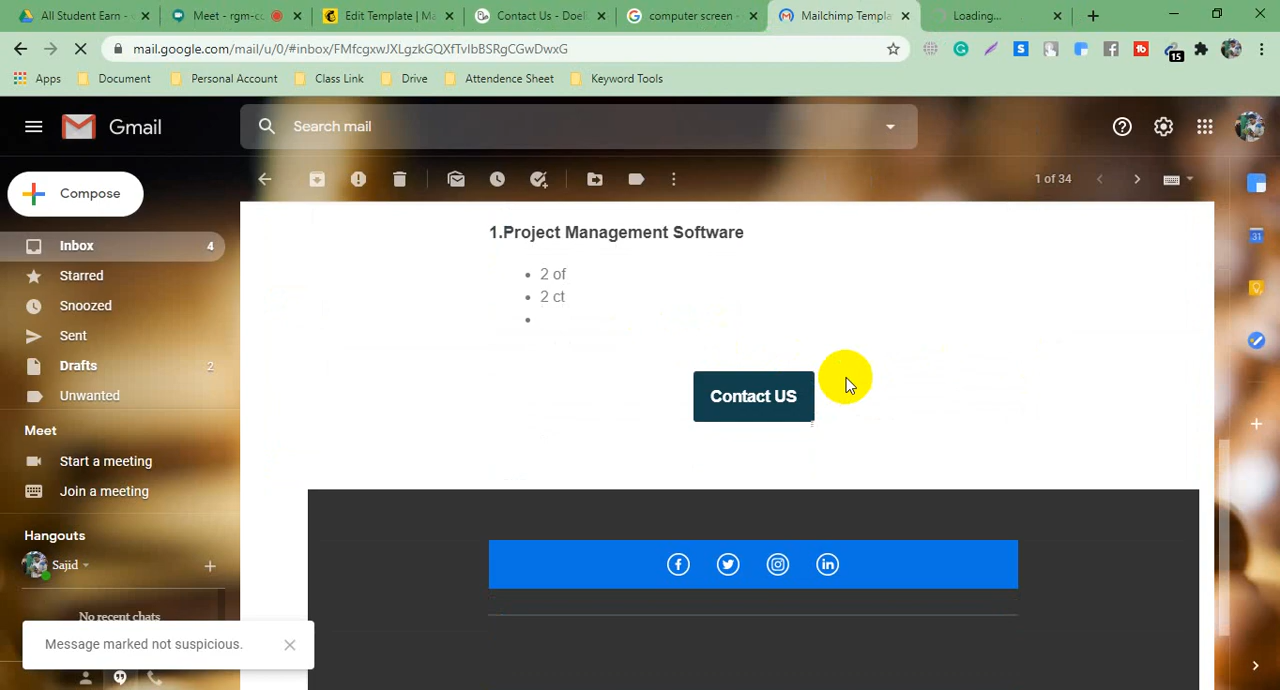 All Student Earn -
Meet - rgm-c
Edit Template | Ma
Contact Us - Doel
computer screen -
Mailchimp Templa
Loading...
mail.google.com/mail/u/0/#inbox/FMfcgxwJXLgzkGQXfTvlbBSRgCGwDwxG
15
Apps
Document
Personal Account
Class Link
Drive
Attendence Sheet
Keyword Tools
Gmail
Search mail
Compose
1 of 34
Inbox 4
Starred
Snoozed
Sent
Drafts 2
Unwanted
Meet
Start a meeting
Join a meeting
Hangouts
Sajid
No recent chats
Message marked not suspicious.
1.Project Management Software
2 of
2 ct
Contact US
31